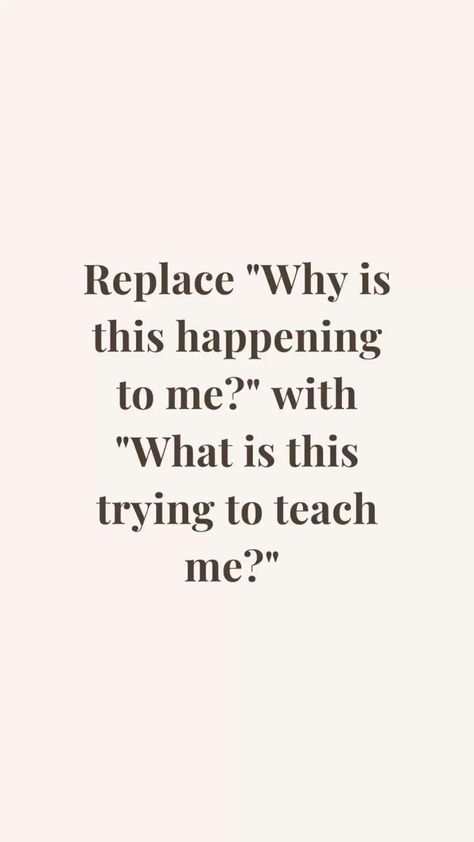 Replace "Why is
this happening
to me?" with
"What is this
trying to teach
me?"